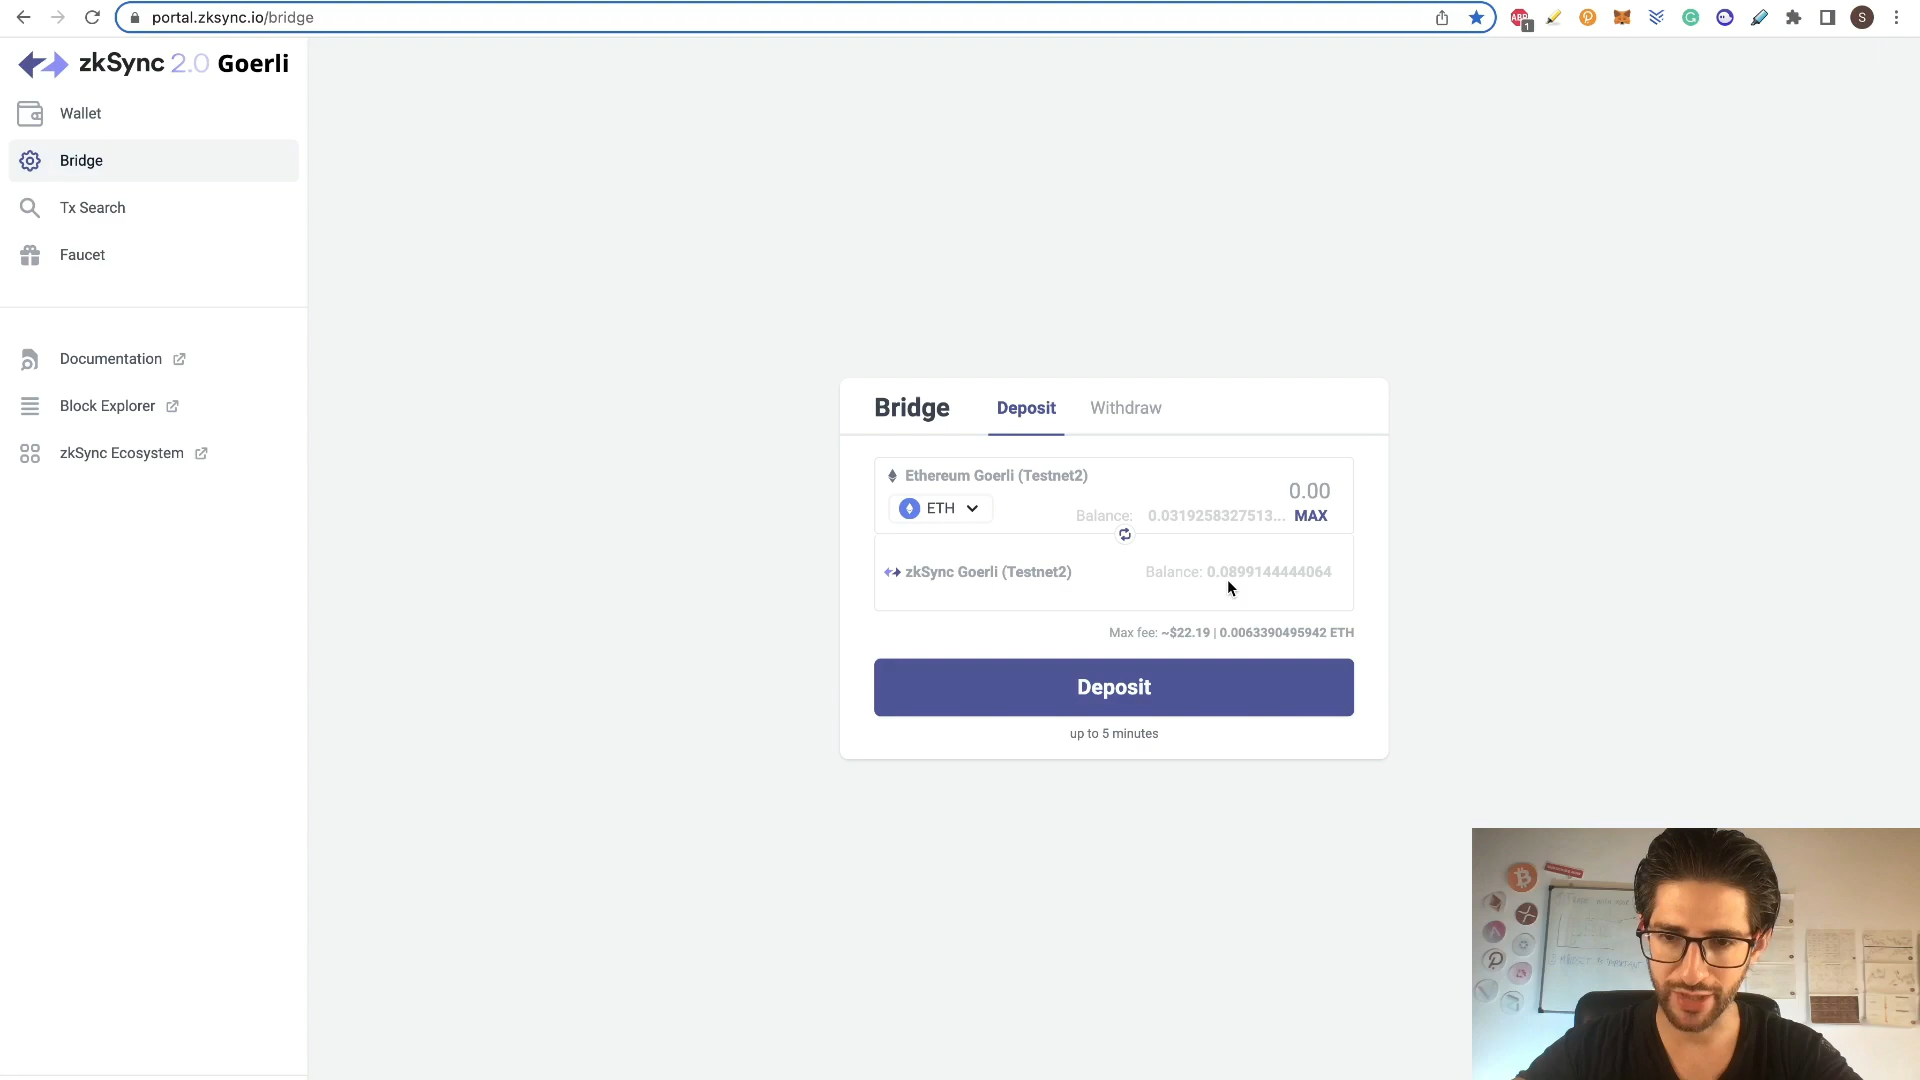 portal.zksync.io/bridge
ABP
1
S
zkSync 2.0 Goerli
Wallet
Bridge
Tx Search
Faucet
Documentation
Block Explorer
zkSync Ecosystem
Bridge
Deposit
Withdraw
Ethereum Goerli (Testnet2)
0.00
ETH
Balance: 0.0319258327513... MAX
zkSync Goerli (Testnet2)
Balance: 0.0899144444064
Max fee: ~$22.19 | 0.0063390495942 ETH
Deposit
up to 5 minutes